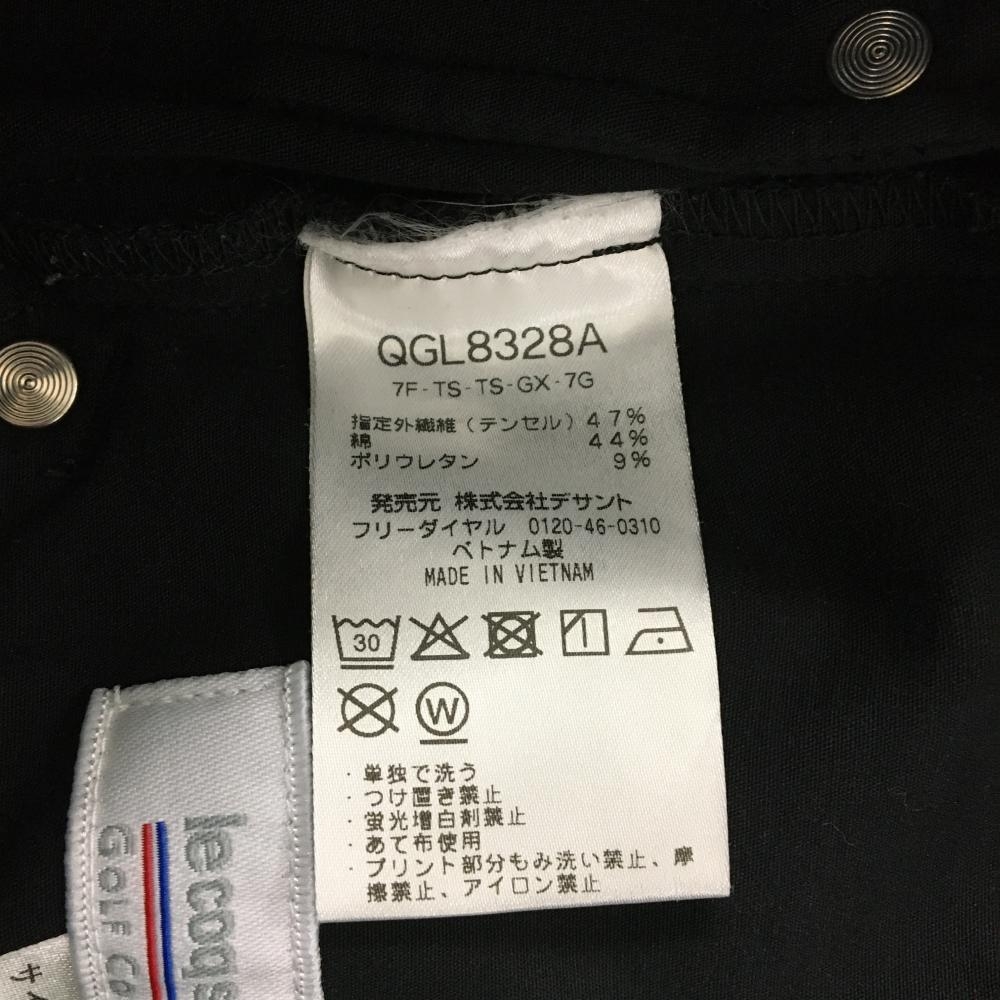 QGL8328A
7F-TS-TS-GX-7G
指定外繊維(テンセル) 47%
綿 44%
ポリウレタン 9%
発売元 株式会社デサント
フリーダイヤル 0120-46-0310
ベトナム製
MADE IN VIETNAM
30
W
・単独で洗う
・つけ置き禁止
・蛍光増白剤禁止
・あて布使用
・プリント部分もみ洗い禁止、摩
擦禁止、アイロン禁止
lecoqs
GOLF CO
サ